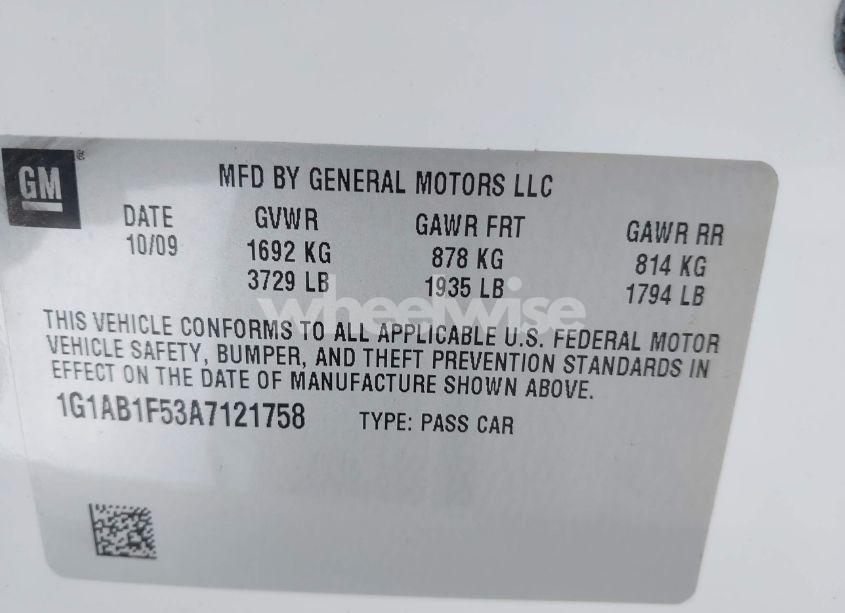 GM
MFD BY GENERAL MOTORS LLC
DATE GVWR GAWR FRT GAWR RR
10/09 1692 KG 878 KG 814 KG
3729 LB 1935 LB 1794 LB
wheelwise
THIS VEHICLE CONFORMS TO ALL APPLICABLE U.S. FEDERAL MOTOR
VEHICLE SAFETY, BUMPER, AND THEFT PREVENTION STANDARDS IN
EFFECT ON THE DATE OF MANUFACTURE SHOWN ABOVE.
1G1AB1F53A7121758 TYPE: PASS CAR